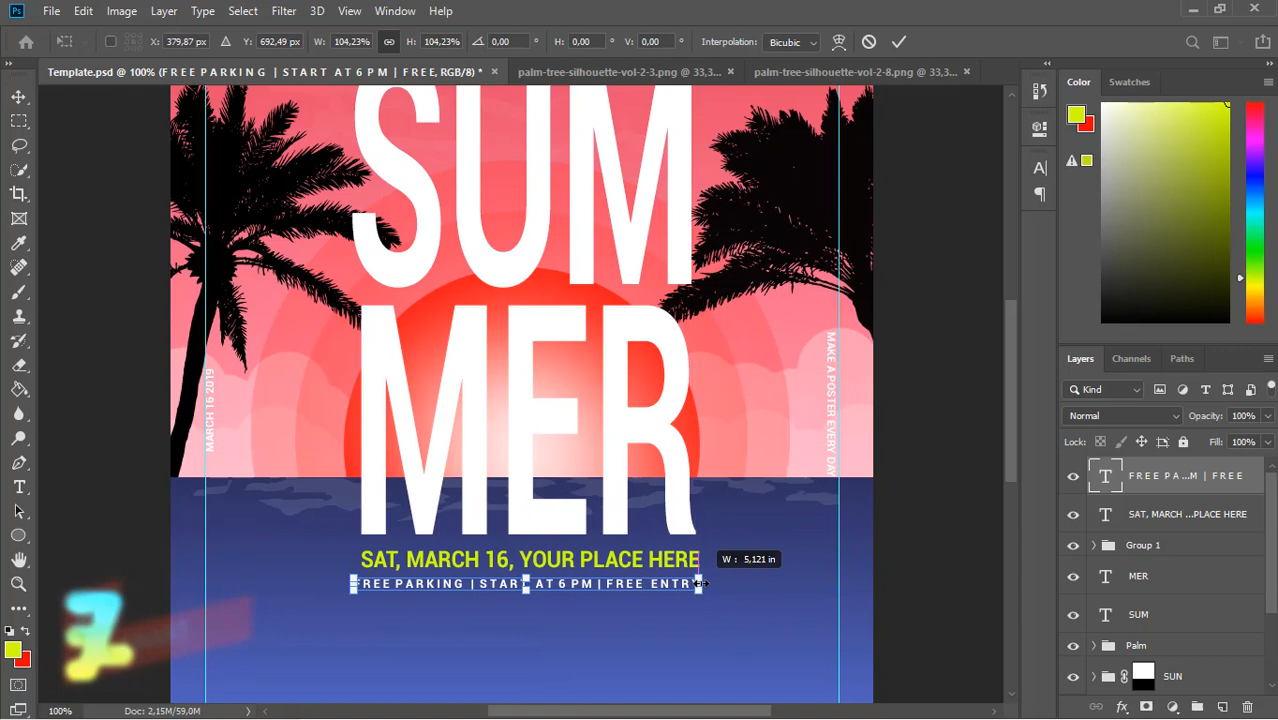 Ps File Edit Image Layer Type Select Filter 3D View Window Help
X: 379,87 px Y: 692,49 px W: 104,23% H: 104,23% 0,00 ° H: 0,00 ° V: 0,00 ° Interpolation: Bicubic
Template.psd @ 100% (F R E E P A R K I N G | S T A R T A T 6 P M | F R E E, RGB/8) * palm-tree-silhouette-vol-2-3.png @ 33,3... palm-tree-silhouette-vol-2-8.png @ 33,3...
Color Swatches
SUM
MER
MARCH 16 2019
MAKE A POSTER EVERY DAY
SAT, MARCH 16, YOUR PLACE HERE
W : 5,121 in
REE PARKING | START AT 6 PM | FREE ENTR
Layers Channels Paths
Kind
Normal Opacity: 100%
Lock: Fill: 100%
F R E E P A...M | F R E E
SAT, MARCH ...PLACE HERE
Group 1
MER
SUM
Palm
SUN
100% Doc: 2,15M/59,0M